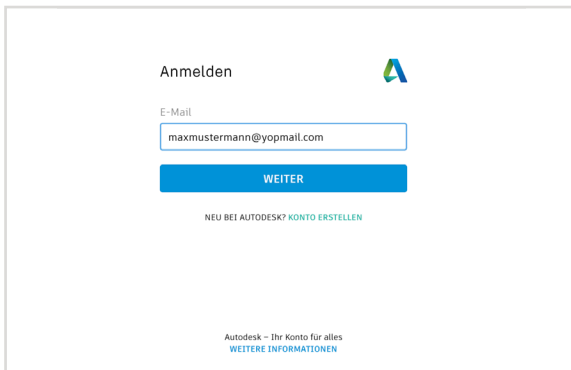 Anmelden
E-Mail
maxmustermann@yopmail.com
WEITER
NEU BEI AUTODESK? KONTO ERSTELLEN
Autodesk – Ihr Konto für alles
WEITERE INFORMATIONEN